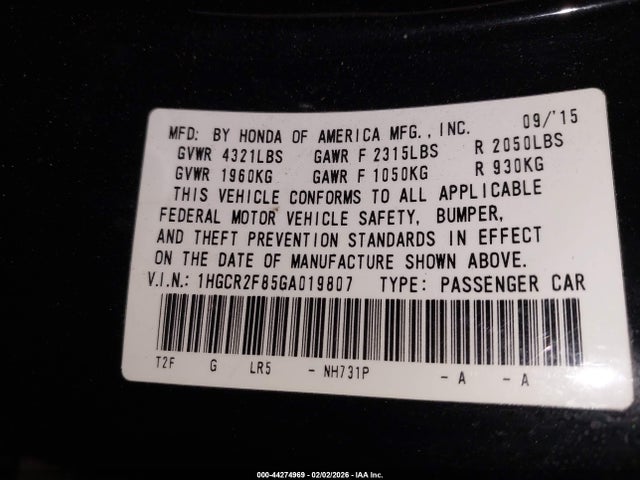 MFD: BY HONDA OF AMERICA MFG., INC. 09/'15
GVWR 4321LBS GAWR F 2315LBS R 2050LBS
GVWR 1960KG GAWR F 1050KG R 930KG
THIS VEHICLE CONFORMS TO ALL APPLICABLE
FEDERAL MOTOR VEHICLE SAFETY, BUMPER,
AND THEFT PREVENTION STANDARDS IN EFFECT
ON THE DATE OF MANUFACTURE SHOWN ABOVE.
V.I.N.: 1HGCR2F85GA019807 TYPE: PASSENGER CAR
T2F G LR5 - NH731P - A - A
000-44274969 - 02/02/2026 - IAA Inc.